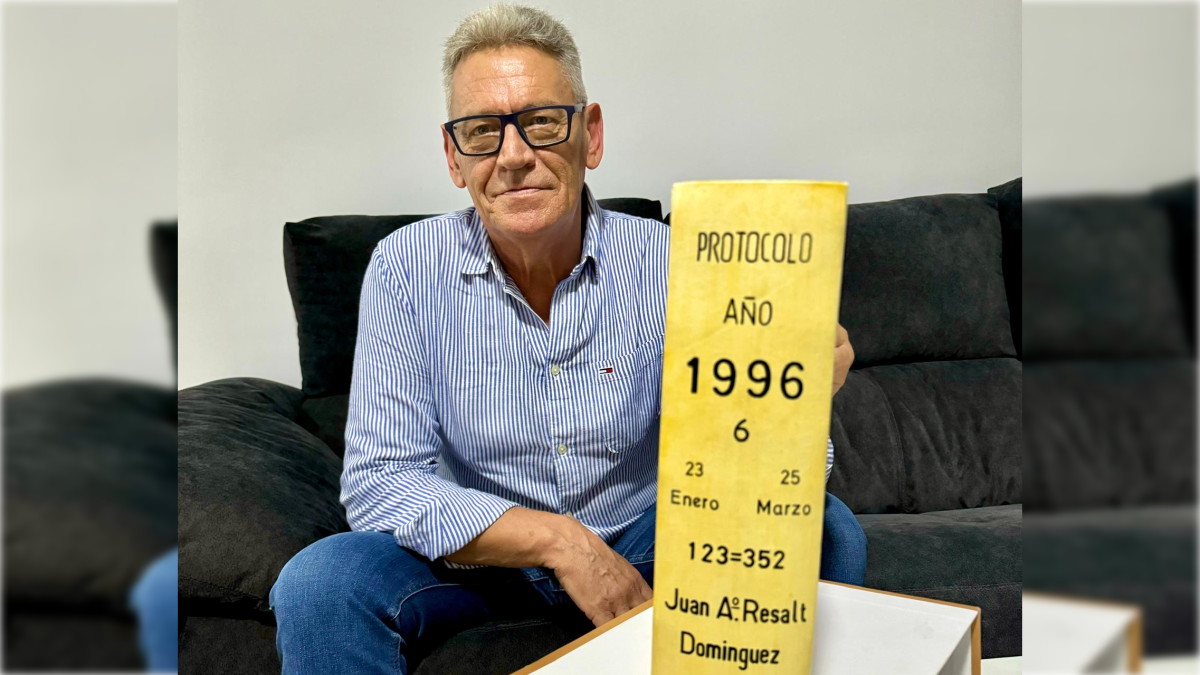 PROTOCOLO
AÑO
1996
6
23 25
Enero Marzo
123=352
Juan Aº. Resalt
Dominguez